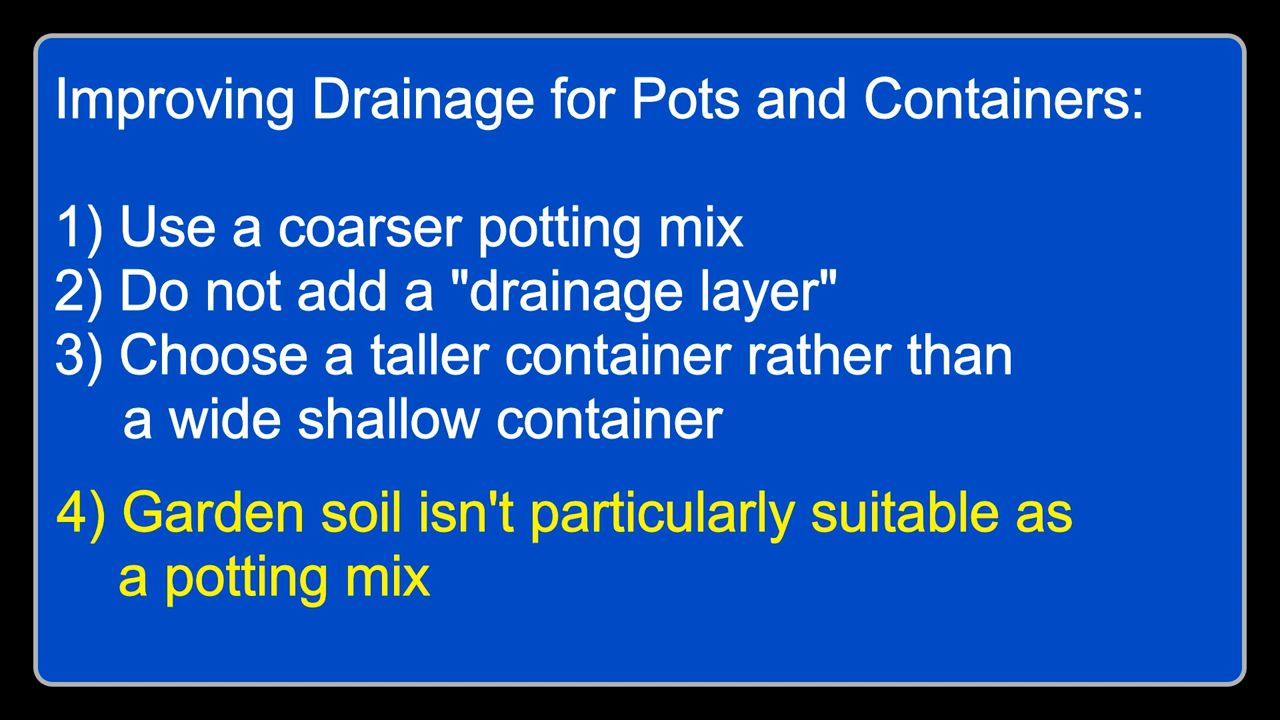 Improving Drainage for Pots and Containers:
1) Use a coarser potting mix
2) Do not add a "drainage layer"
3) Choose a taller container rather than
a wide shallow container
4) Garden soil isn't particularly suitable as
a potting mix